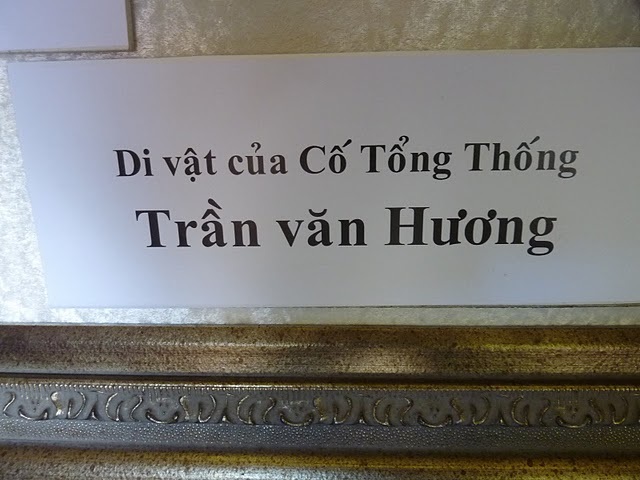 Di vật của Cố Tổng Thống
Trần văn Hương